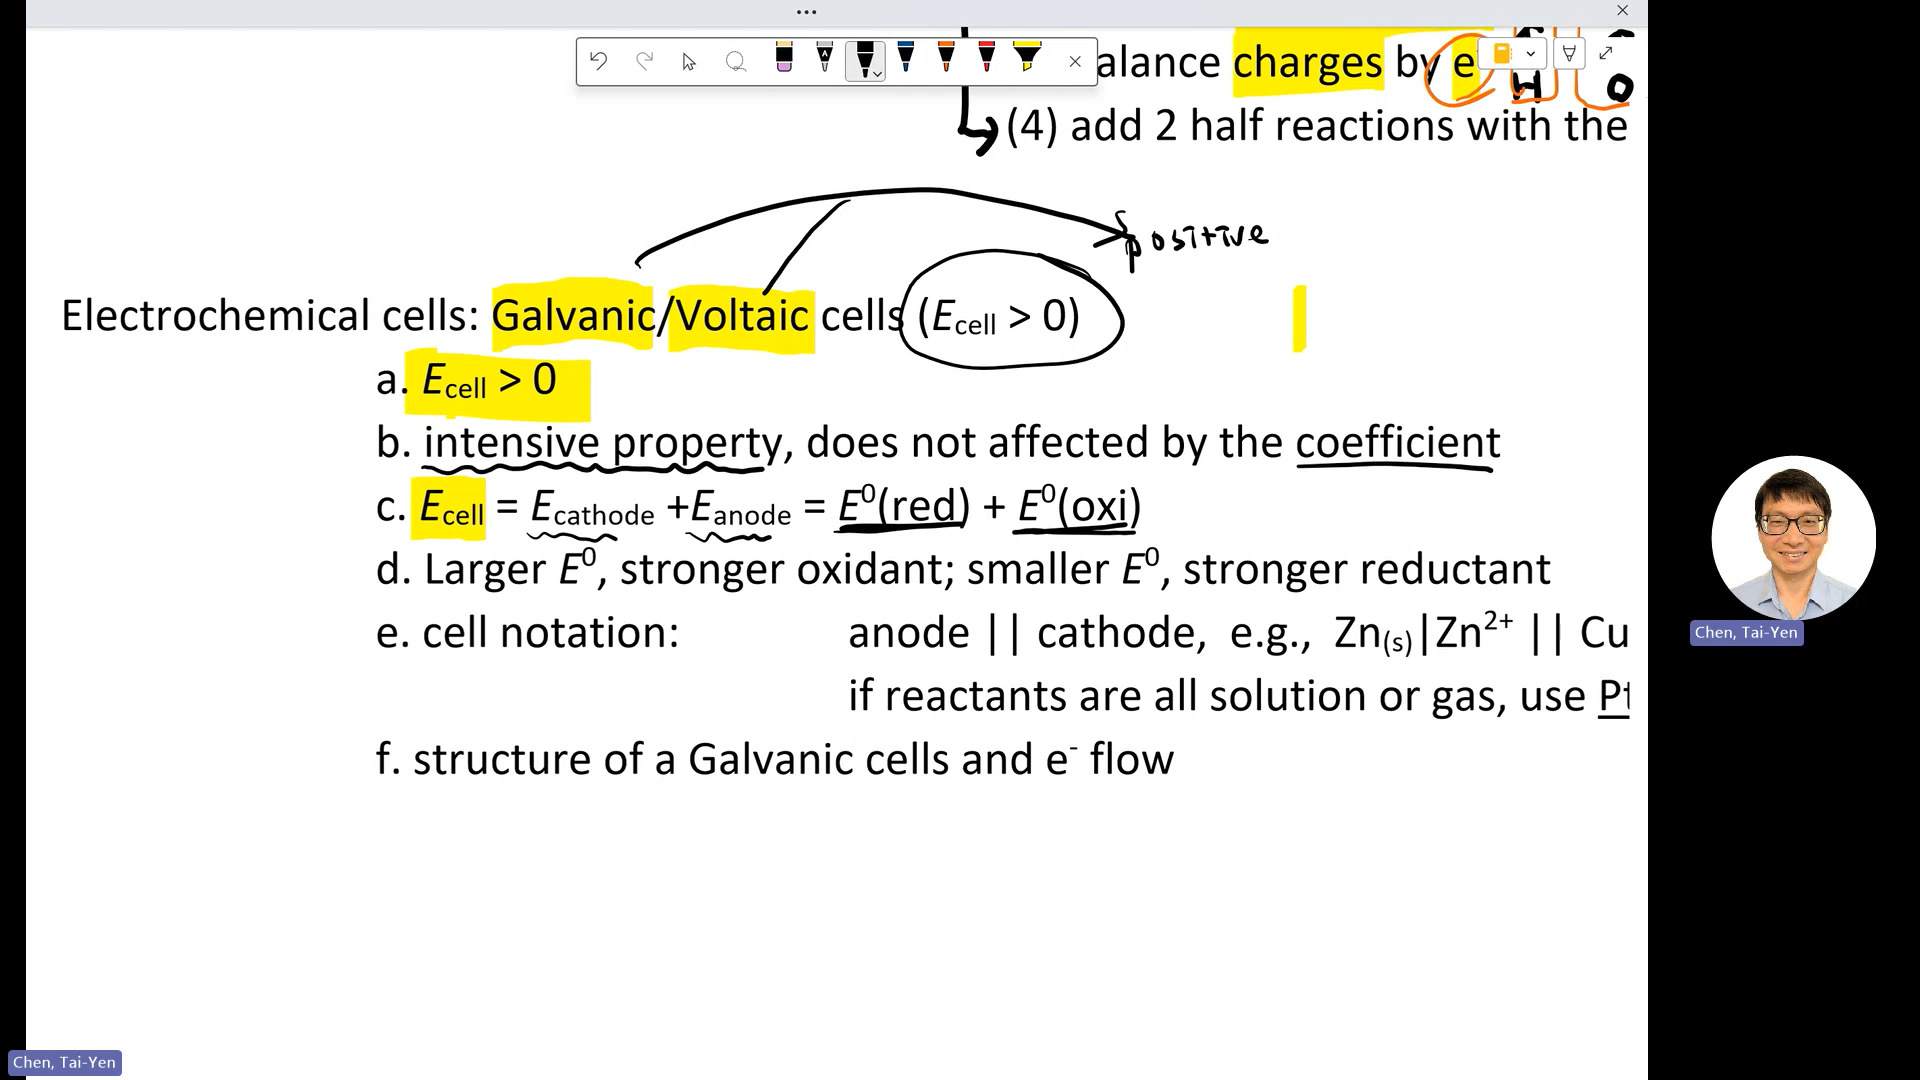 alance charges by e
H O
(4) add 2 half reactions with the
positive
Electrochemical cells: Galvanic/Voltaic cells (Ecell > 0)
a. Ecell > 0
b. intensive property, does not affected by the coefficient
c. Ecell = Ecathode +Eanode = E⁰(red) + E⁰(oxi)
d. Larger E⁰, stronger oxidant; smaller E⁰, stronger reductant
e. cell notation: anode || cathode, e.g., Zn(s)|Zn²⁺ || Cu
if reactants are all solution or gas, use Pt
f. structure of a Galvanic cells and e⁻ flow
Chen, Tai-Yen
Chen, Tai-Yen